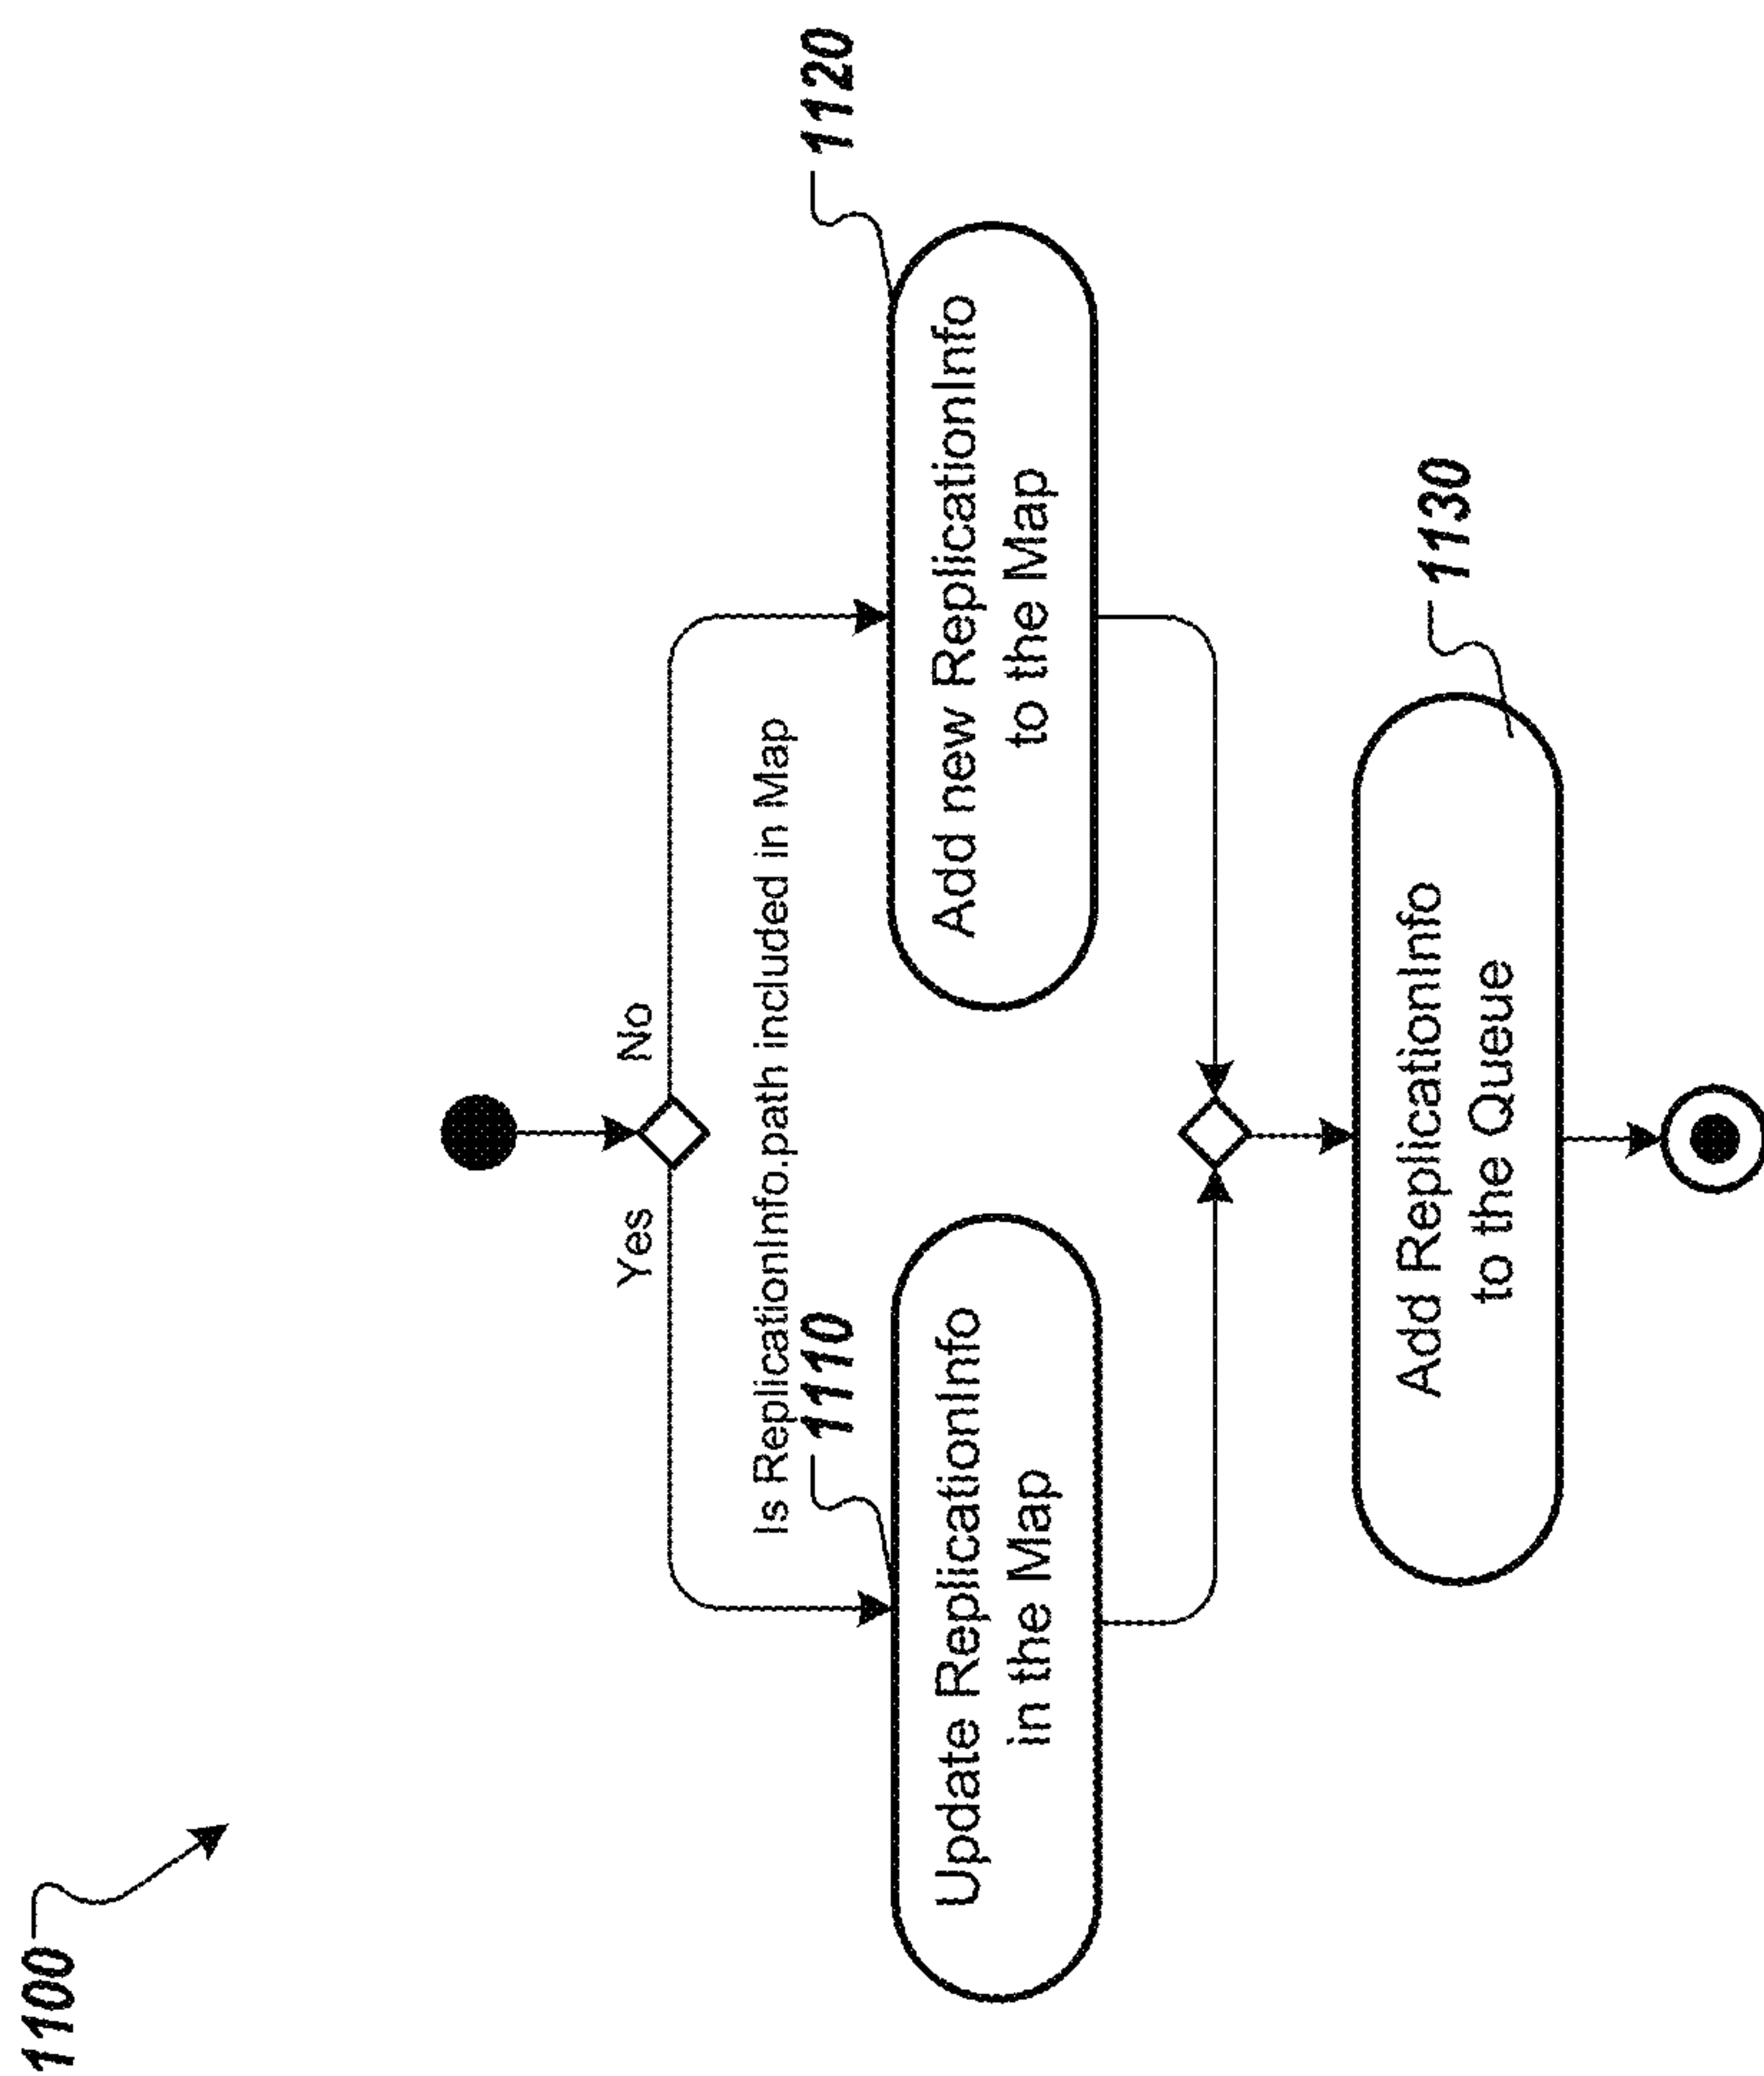 1100
Yes
No
Is ReplicationInfo.path included in Map
1110
1120
Update ReplicationInfo
in the Map
Add new ReplicationInfo
to the Map
1130
Add ReplicationInfo
to the Queue